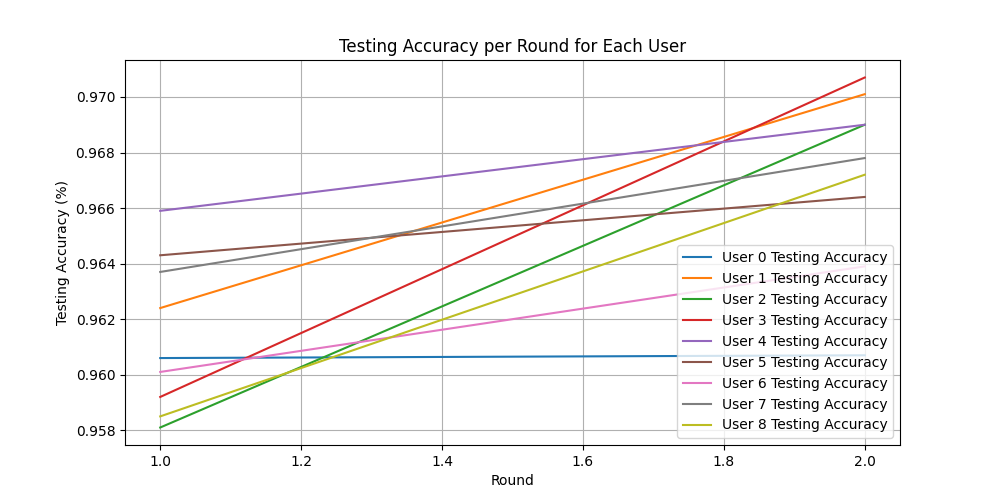 Testing Accuracy per Round for Each User
Testing Accuracy (%)
0.970
0.968
0.966
0.964
0.962
0.960
0.958
User 0 Testing Accuracy
User 1 Testing Accuracy
User 2 Testing Accuracy
User 3 Testing Accuracy
User 4 Testing Accuracy
User 5 Testing Accuracy
User 6 Testing Accuracy
User 7 Testing Accuracy
User 8 Testing Accuracy
1.0 1.2 1.4 1.6 1.8 2.0
Round